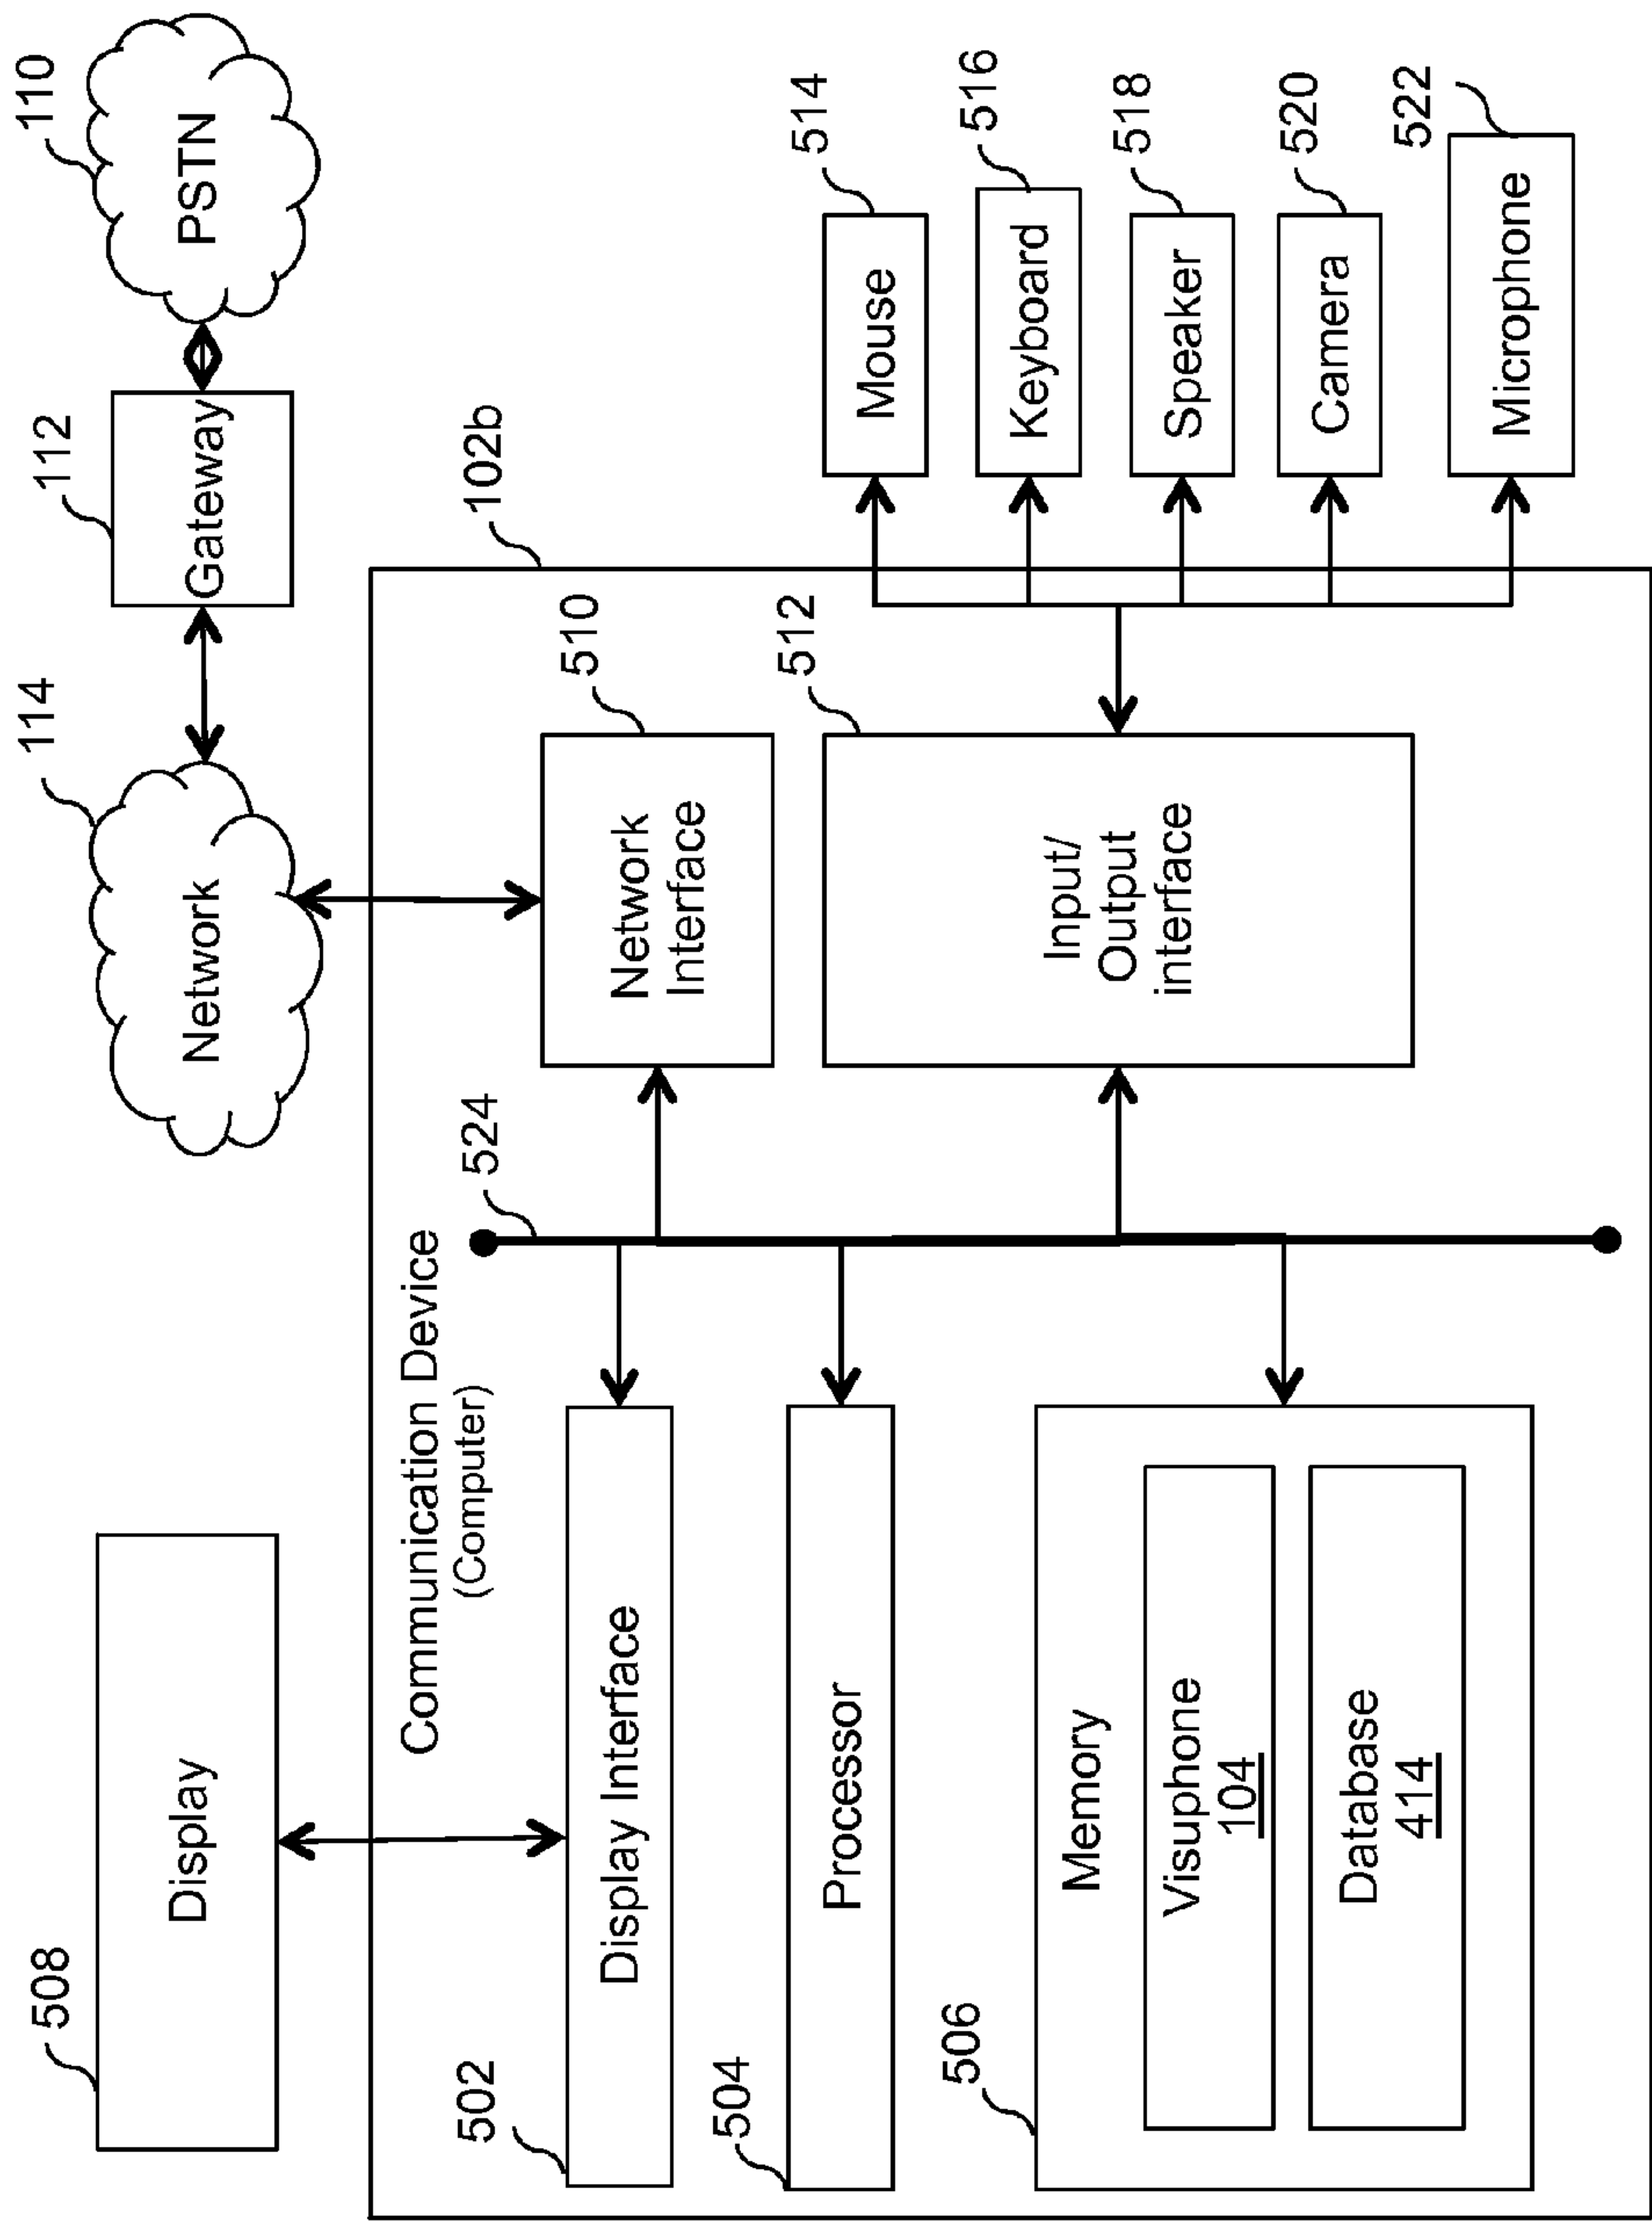 508
Display
114
Network
112
Gateway
110
PSTN
102b
Communication Device
(Computer)
524
502
Display Interface
510
Network
Interface
504
Processor
512
Input/
Output
interface
506
Memory
Visuphone
104
Database
414
514
Mouse
516
Keyboard
518
Speaker
520
Camera
522
Microphone